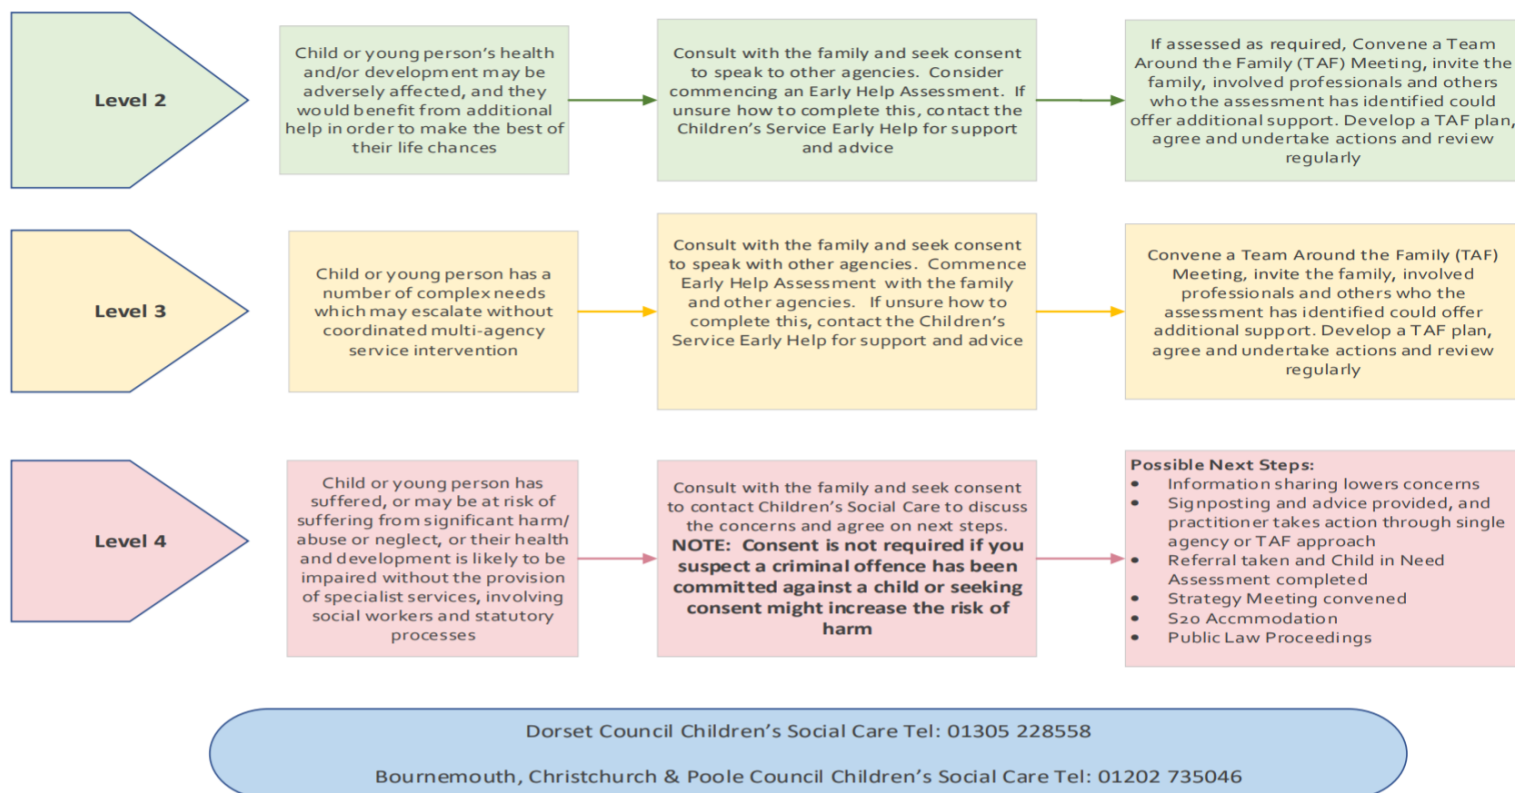 Level 2
Child or young person's health
and/or development may be
adversely affected, and they
would benefit from additional
help in order to make the best of
their life chances
Consult with the family and seek consent
to speak to other agencies. Consider
commencing an Early Help Assessment. If
unsure how to complete this, contact the
Children's Service Early Help for support
and advice
If assessed as required, Convene a Team
Around the Family (TAF) Meeting, invite the
family, involved professionals and others
who the assessment has identified could
offer additional support. Develop a TAF plan,
agree and undertake actions and review
regularly
Level 3
Child or young person has a
number of complex needs
which may escalate without
coordinated multi-agency
service intervention
Consult with the family and seek consent
to speak with other agencies. Commence
Early Help Assessment with the family
and other agencies. If unsure how to
complete this, contact the Children's
Service Early Help for support and advice
Convene a Team Around the Family (TAF)
Meeting, invite the family, involved
professionals and others who the
assessment has identified could offer
additional support. Develop a TAF plan,
agree and undertake actions and review
regularly
Level 4
Child or young person has
suffered, or may be at risk of
suffering from significant harm/
abuse or neglect, or their health
and development is likely to be
impaired without the provision
of specialist services, involving
social workers and statutory
processes
Consult with the family and seek consent
to contact Children's Social Care to discuss
the concerns and agree on next steps.
NOTE: Consent is not required if you
suspect a criminal offence has been
committed against a child or seeking
consent might increase the risk of
harm
Possible Next Steps:
• Information sharing lowers concerns
• Signposting and advice provided, and
practitioner takes action through single
agency or TAF approach
• Referral taken and Child in Need
Assessment completed
• Strategy Meeting convened
• S20 Accmmodation
• Public Law Proceedings
Dorset Council Children's Social Care Tel: 01305 228558
Bournemouth, Christchurch & Poole Council Children's Social Care Tel: 01202 735046